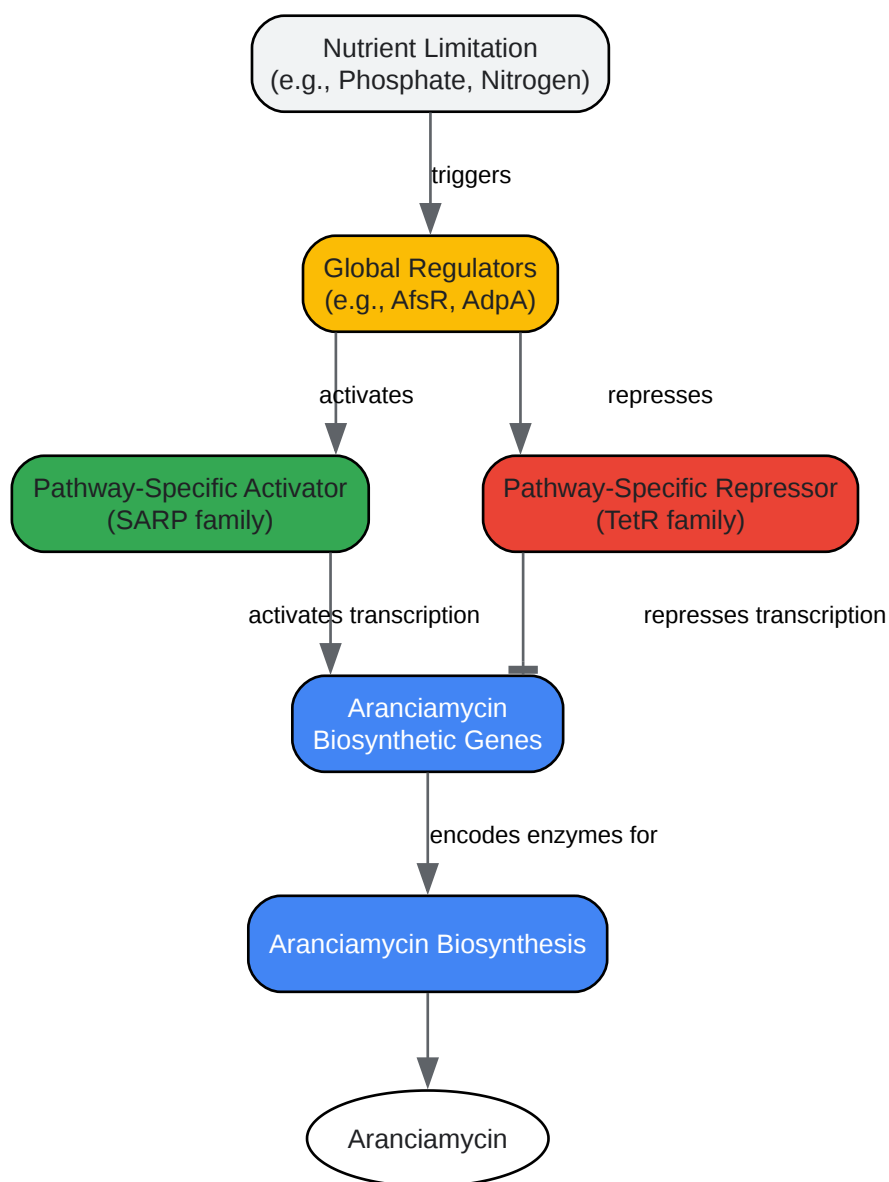 Nutrient Limitation
(e.g., Phosphate, Nitrogen)
triggers
Global Regulators
(e.g., AfsR, AdpA)
activates
represses
Pathway-Specific Activator
(SARP family)
Pathway-Specific Repressor
(TetR family)
activates transcription
represses transcription
Aranciamycin
Biosynthetic Genes
encodes enzymes for
Aranciamycin Biosynthesis
Aranciamycin